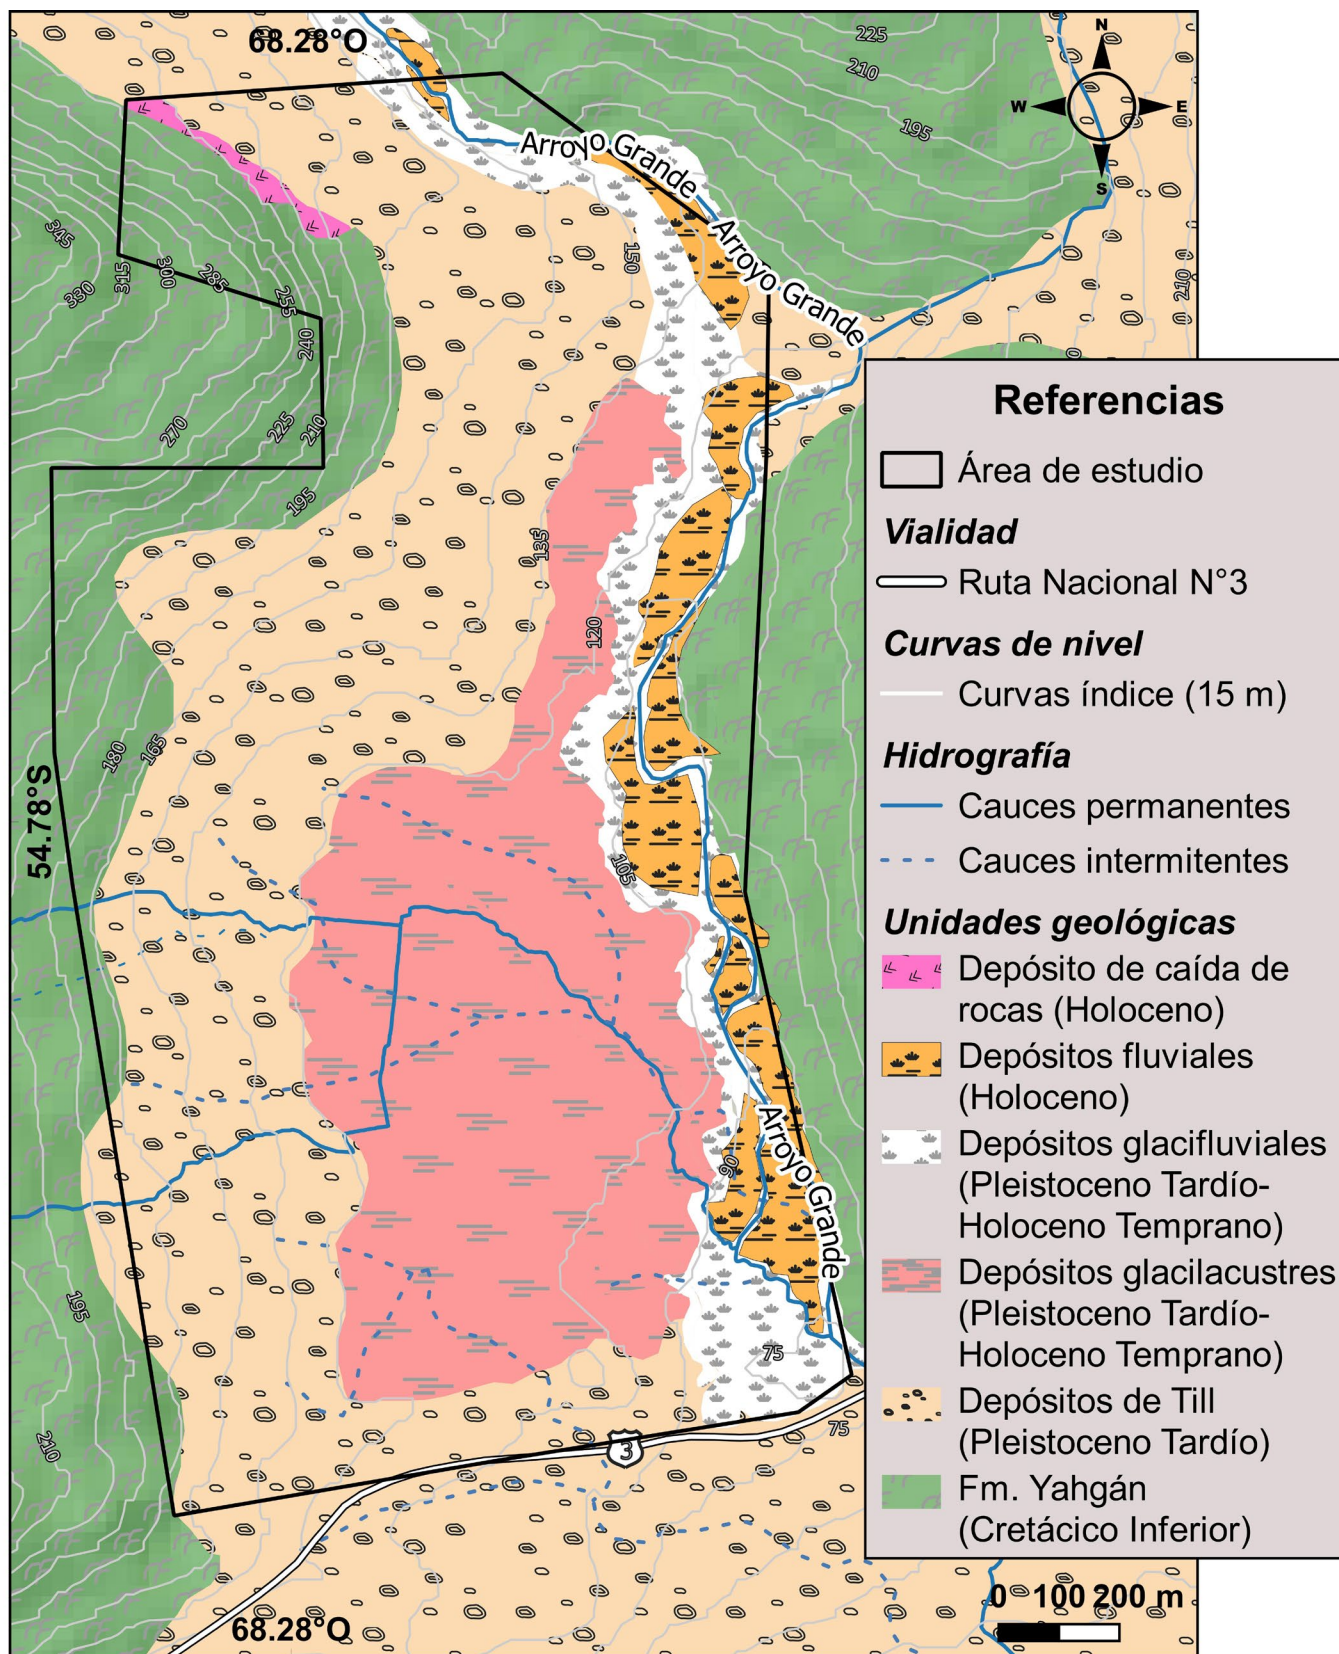 68.28°O
225
210
195
N
W
E
S
Arroyo Grande
Arroyo Grande
345
330
315
300
285
255
240
270
225
210
150
210
195
135
120
180
165
54.78°S
105
90
Arroyo Grande
195
210
75
75
3
68.28°O
Referencias
Área de estudio
Vialidad
Ruta Nacional N°3
Curvas de nivel
Curvas índice (15 m)
Hidrografía
Cauces permanentes
Cauces intermitentes
Unidades geológicas
Depósito de caída de
rocas (Holoceno)
Depósitos fluviales
(Holoceno)
Depósitos glacifluviales
(Pleistoceno Tardío-
Holoceno Temprano)
Depósitos glacilacustres
(Pleistoceno Tardío-
Holoceno Temprano)
Depósitos de Till
(Pleistoceno Tardío)
Fm. Yahgán
(Cretácico Inferior)
0 100 200 m